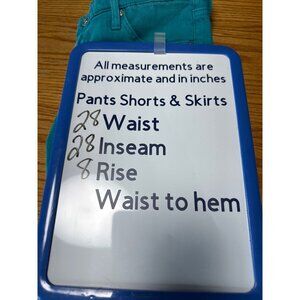 All measurements are
approximate and in inches
Pants Shorts & Skirts
28 Waist
28 Inseam
8 Rise
Waist to hem